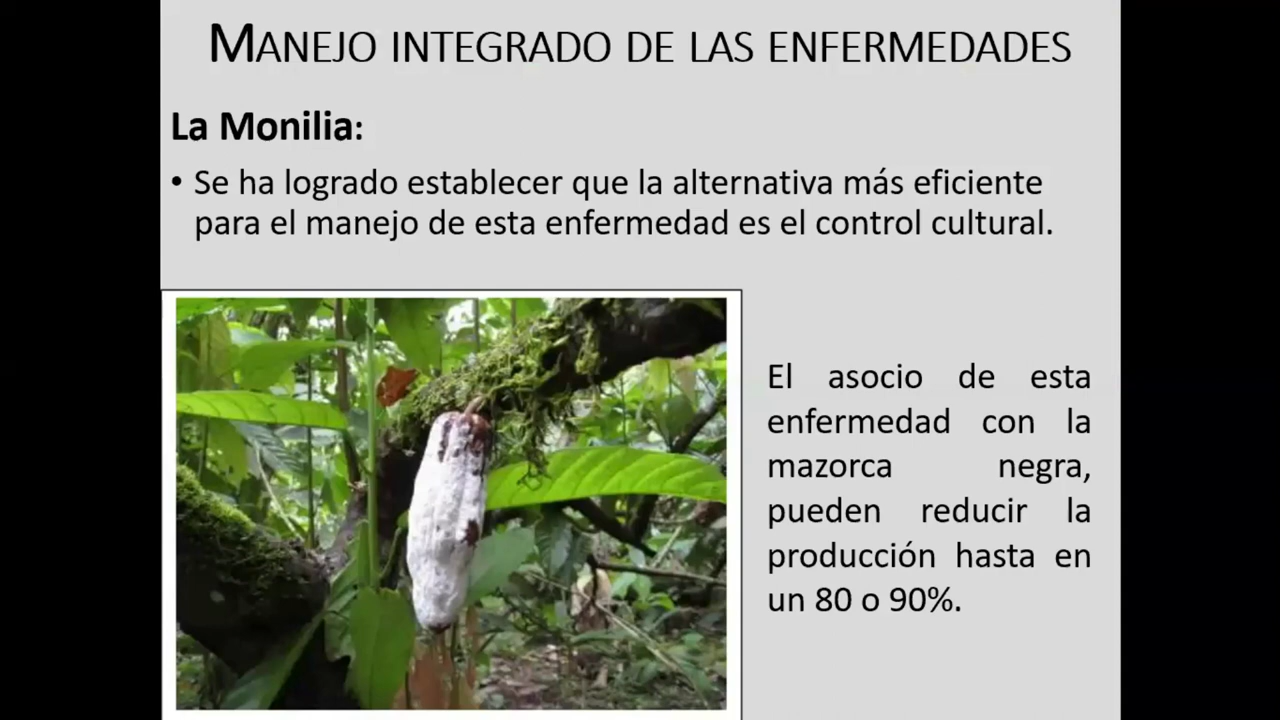 MANEJO INTEGRADO DE LAS ENFERMEDADES
La Monilia:
• Se ha logrado establecer que la alternativa más eficiente
para el manejo de esta enfermedad es el control cultural.
El asocio de esta
enfermedad con la
mazorca negra,
pueden reducir la
producción hasta en
un 80 o 90%.